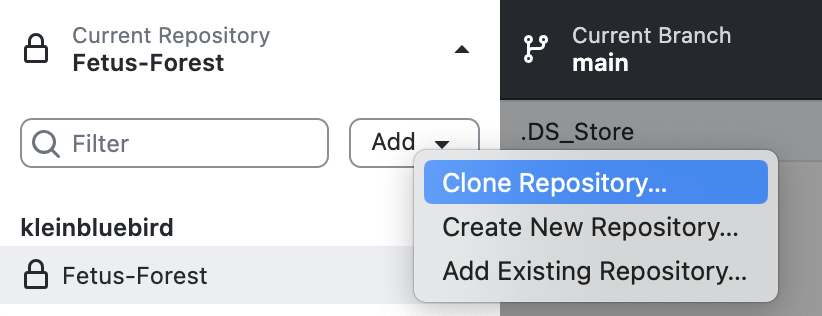 Current Repository
Fetus-Forest
Current Branch
main
Filter
Add
.DS_Store
Clone Repository...
Create New Repository...
Add Existing Repository...
kleinbluebird
Fetus-Forest